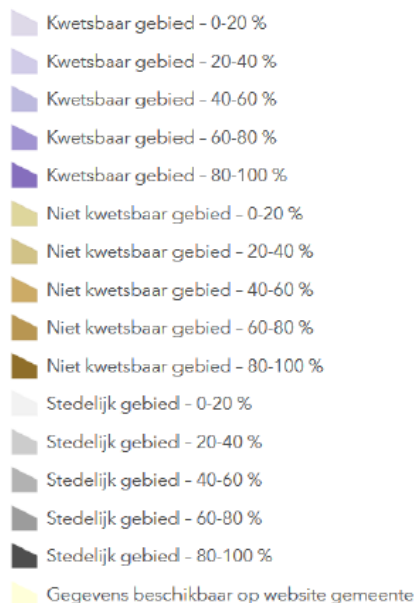 Kwetsbaar gebied - 0-20 %
Kwetsbaar gebied - 20-40 %
Kwetsbaar gebied - 40-60 %
Kwetsbaar gebied - 60-80 %
Kwetsbaar gebied - 80-100 %
Niet kwetsbaar gebied - 0-20 %
Niet kwetsbaar gebied - 20-40 %
Niet kwetsbaar gebied - 40-60 %
Niet kwetsbaar gebied - 60-80 %
Niet kwetsbaar gebied - 80-100 %
Stedelijk gebied - 0-20 %
Stedelijk gebied - 20-40 %
Stedelijk gebied - 40-60 %
Stedelijk gebied - 60-80 %
Stedelijk gebied - 80-100 %
Gegevens beschikbaar op website gemeente